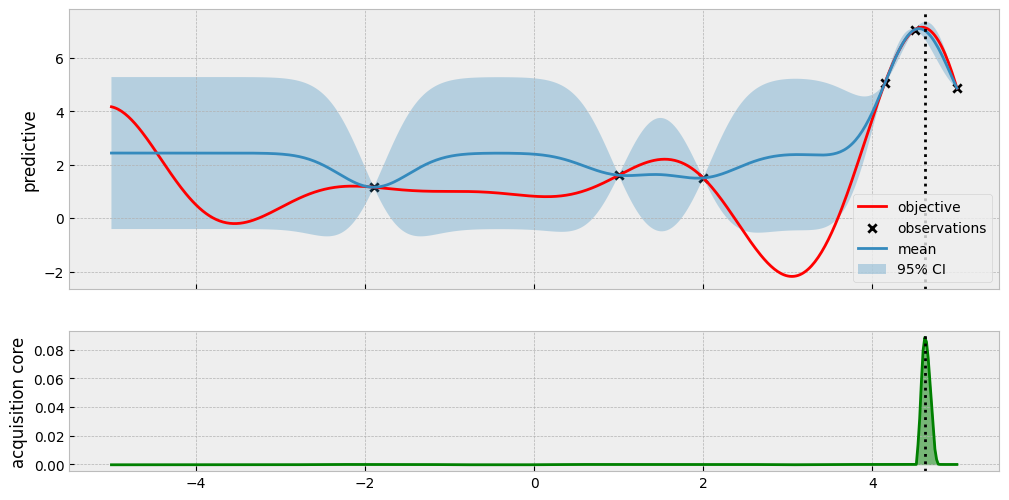 predictive
6
4
2
0
−2
objective
observations
mean
95% CI
acquisition core
0.08
0.06
0.04
0.02
0.00
−4
−2
0
2
4